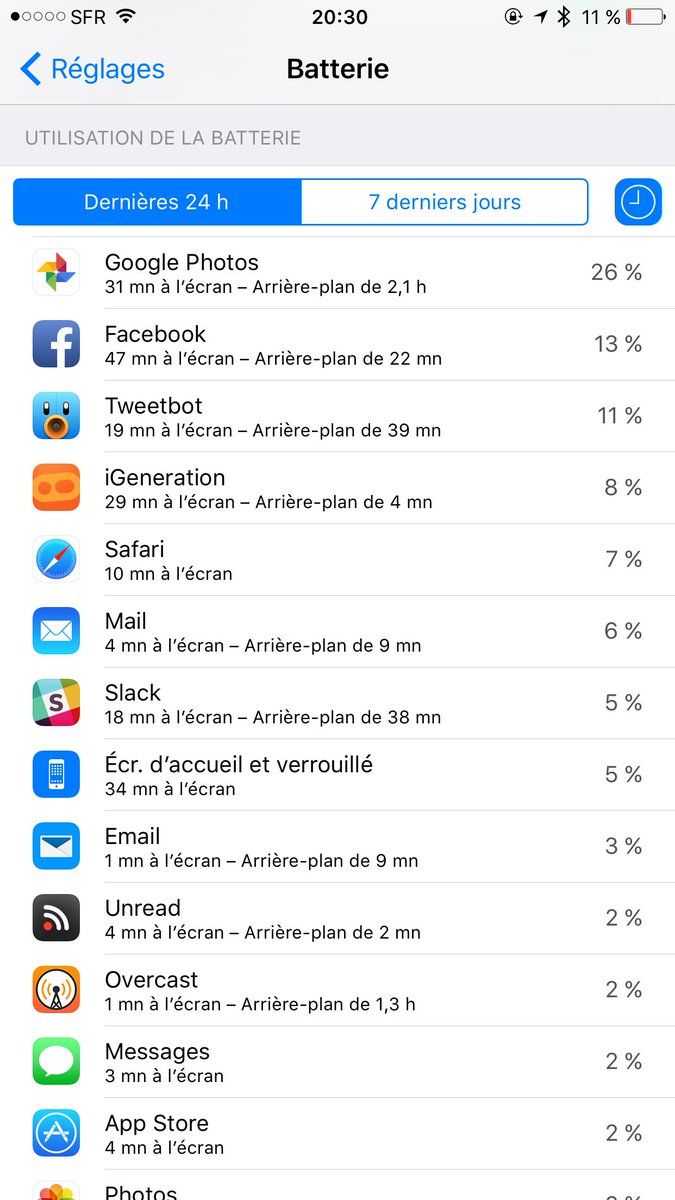 SFR 20:30 11 %
Réglages Batterie
UTILISATION DE LA BATTERIE
Dernières 24 h 7 derniers jours
Google Photos 26 %
31 mn à l’écran – Arrière-plan de 2,1 h
Facebook 13 %
47 mn à l’écran – Arrière-plan de 22 mn
Tweetbot 11 %
19 mn à l’écran – Arrière-plan de 39 mn
iGeneration 8 %
29 mn à l’écran – Arrière-plan de 4 mn
Safari 7 %
10 mn à l’écran
Mail 6 %
4 mn à l’écran – Arrière-plan de 9 mn
Slack 5 %
18 mn à l’écran – Arrière-plan de 38 mn
Écr. d’accueil et verrouillé 5 %
34 mn à l’écran
Email 3 %
1 mn à l’écran – Arrière-plan de 9 mn
Unread 2 %
4 mn à l’écran – Arrière-plan de 2 mn
Overcast 2 %
1 mn à l’écran – Arrière-plan de 1,3 h
Messages 2 %
3 mn à l’écran
App Store 2 %
4 mn à l’écran
Photos